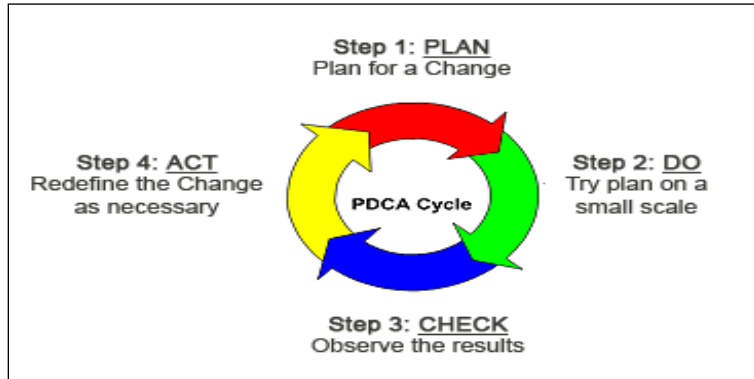 Step 1: PLAN
Plan for a Change
Step 2: DO
Try plan on a
small scale
Step 3: CHECK
Observe the results
Step 4: ACT
Redefine the Change
as necessary
PDCA Cycle